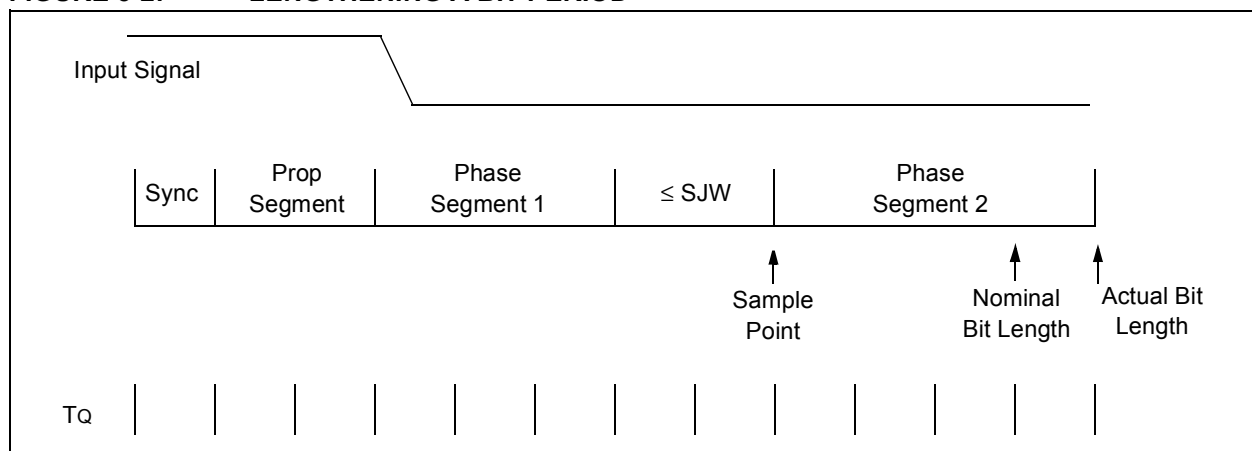 Input Signal
Sync
Prop
Segment
Phase
Segment 1
≤ SJW
Phase
Segment 2
Sample
Point
Nominal
Bit Length
Actual Bit
Length
TQ